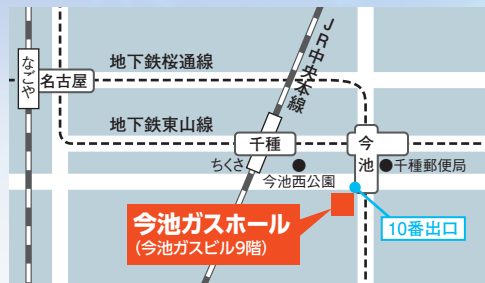 なごや
名古屋
地下鉄桜通線
地下鉄東山線
JR中央本線
千種
ちくさ
今池
今池西公園
千種郵便局
今池ガスホール
(今池ガスビル9階)
10番出口